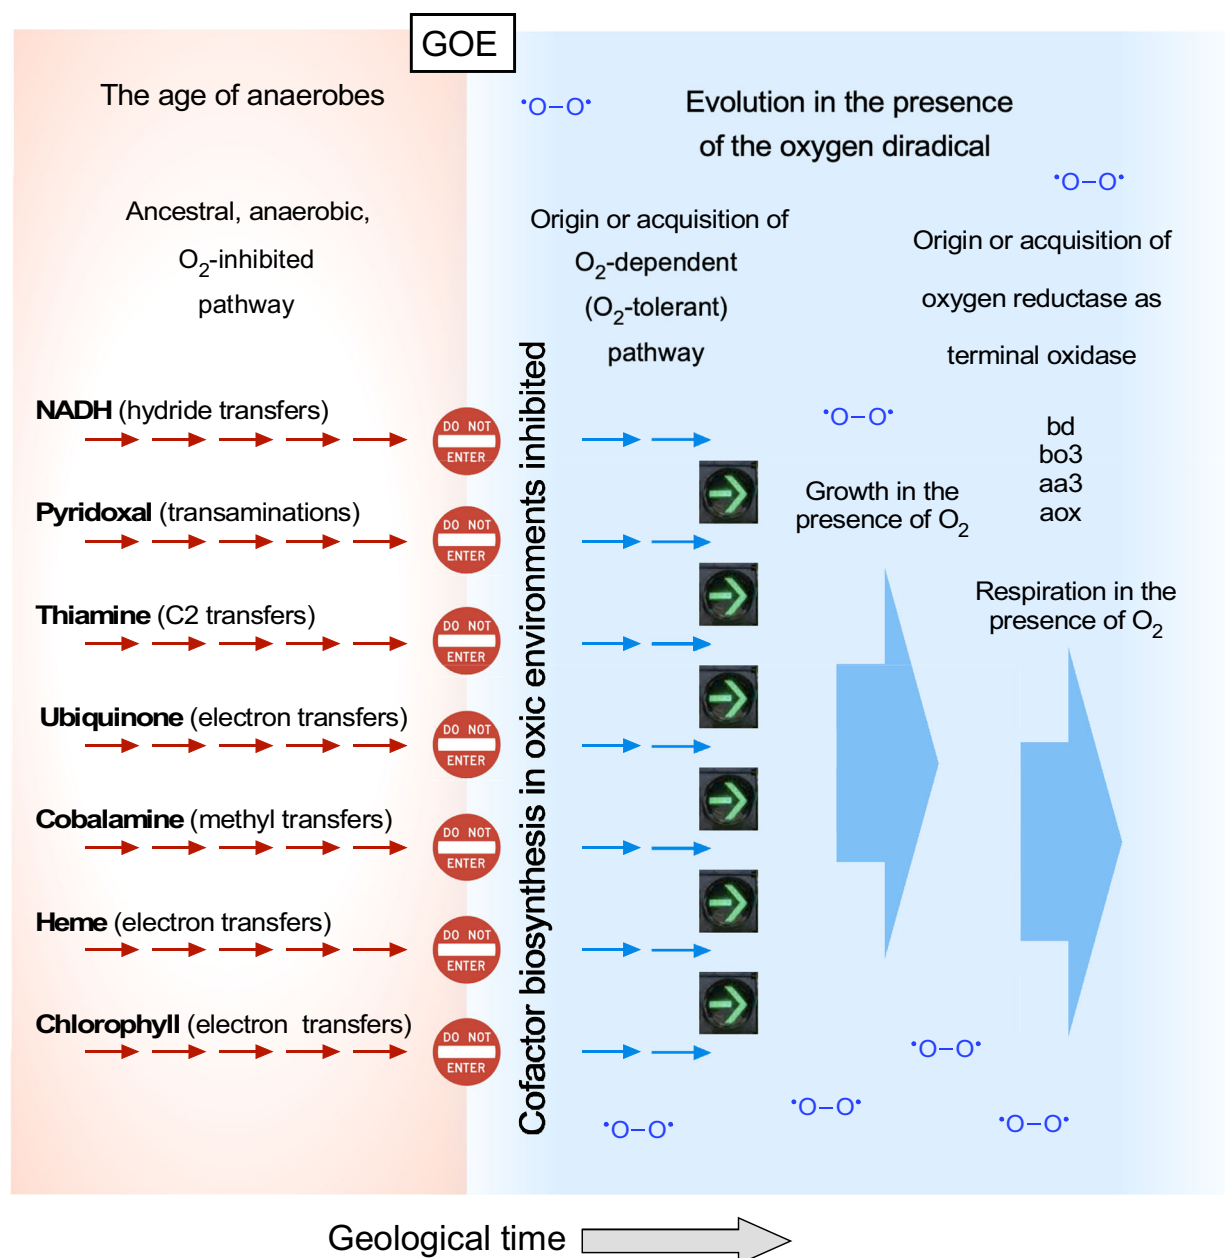 GOE
The age of anaerobes
•O–O•
Evolution in the presence
of the oxygen diradical
•O–O•
Ancestral, anaerobic,
O2-inhibited
pathway
Origin or acquisition of
O2-dependent
(O2-tolerant)
pathway
Origin or acquisition of
oxygen reductase as
terminal oxidase
Cofactor biosynthesis in oxic environments inhibited
NADH (hydride transfers)
DO NOT
ENTER
Pyridoxal (transaminations)
DO NOT
ENTER
Thiamine (C2 transfers)
DO NOT
ENTER
Ubiquinone (electron transfers)
DO NOT
ENTER
Cobalamine (methyl transfers)
DO NOT
ENTER
Heme (electron transfers)
DO NOT
ENTER
Chlorophyll (electron transfers)
DO NOT
ENTER
•O–O•
Growth in the
presence of O2
bd
bo3
aa3
aox
Respiration in the
presence of O2
•O–O•
•O–O•
•O–O•
•O–O•
Geological time